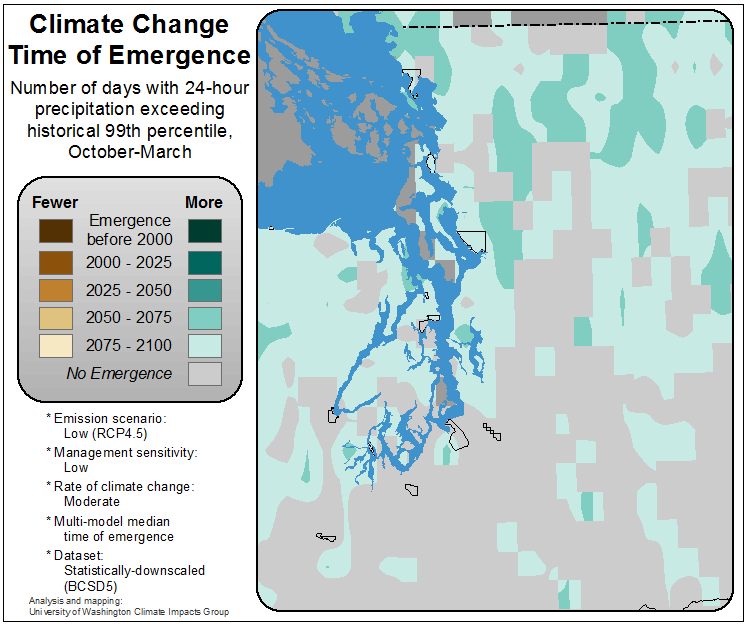 Climate Change
Time of Emergence
Number of days with 24-hour
precipitation exceeding
historical 99th percentile,
October-March
Fewer More
Emergence
before 2000
2000 - 2025
2025 - 2050
2050 - 2075
2075 - 2100
No Emergence
* Emission scenario:
Low (RCP4.5)
* Management sensitivity:
Low
* Rate of climate change:
Moderate
* Multi-model median
time of emergence
* Dataset:
Statistically-downscaled
(BCSD5)
Analysis and mapping:
University of Washington Climate Impacts Group